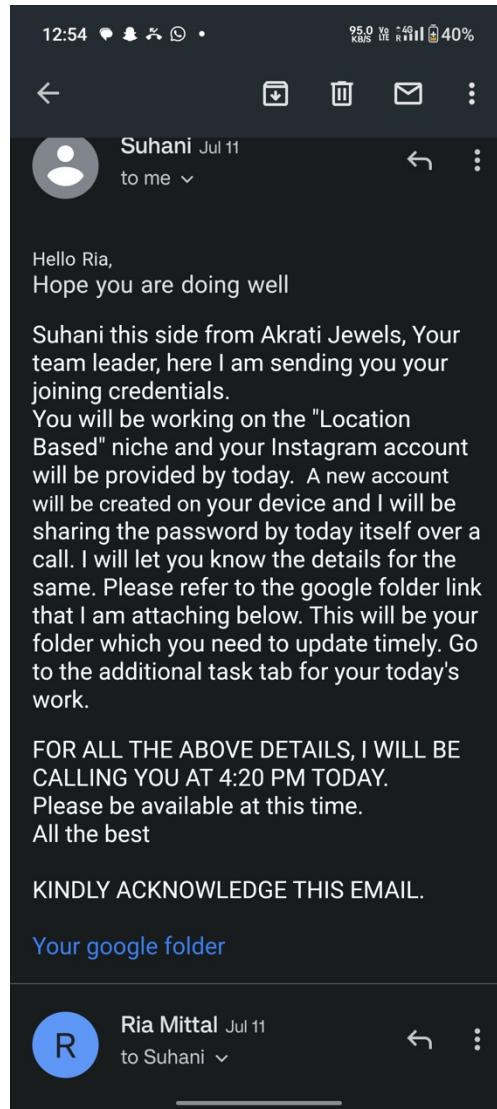 12:54
95.0 KB/S Vo LTE R 4G 40%
Suhani Jul 11
to me
Hello Ria,
Hope you are doing well
Suhani this side from Akrati Jewels, Your
team leader, here I am sending you your
joining credentials.
You will be working on the "Location
Based" niche and your Instagram account
will be provided by today. A new account
will be created on your device and I will be
sharing the password by today itself over a
call. I will let you know the details for the
same. Please refer to the google folder link
that I am attaching below. This will be your
folder which you need to update timely. Go
to the additional task tab for your today's
work.
FOR ALL THE ABOVE DETAILS, I WILL BE
CALLING YOU AT 4:20 PM TODAY.
Please be available at this time.
All the best
KINDLY ACKNOWLEDGE THIS EMAIL.
Your google folder
R
Ria Mittal Jul 11
to Suhani